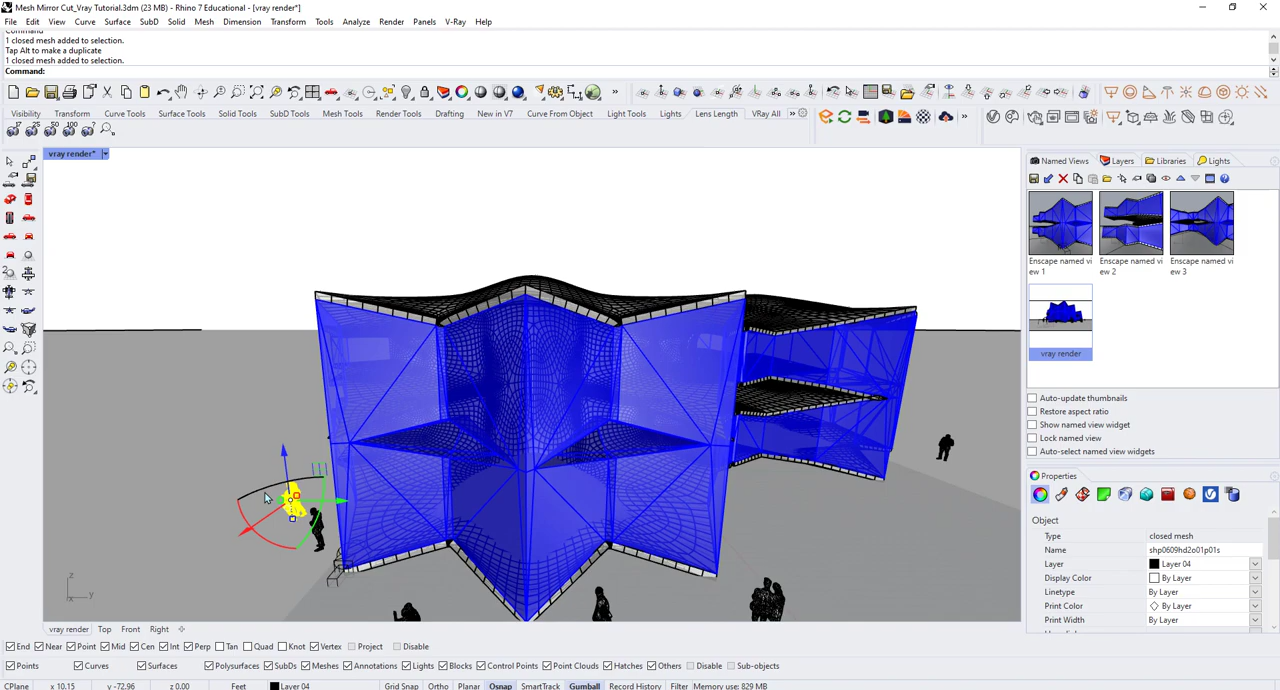 Mesh Mirror Cut_Vray Tutorial.3dm (23 MB) - Rhino 7 Educational - [vray render*]
File Edit View Curve Surface SubD Solid Mesh Dimension Transform Tools Analyze Render Panels V-Ray Help
Command
1 closed mesh added to selection.
Tap Alt to make a duplicate
1 closed mesh added to selection.
Command:
Visibility Transform Curve Tools Surface Tools Solid Tools SubD Tools Mesh Tools Render Tools Drafting New in V7 Curve From Object Light Tools Lights Lens Length VRay All
vray render*
Named Views Layers Libraries Lights
Enscape named vi
ew 1
Enscape named vi
ew 2
Enscape named vi
ew 3
vray render
Auto-update thumbnails
Restore aspect ratio
Show named view widget
Lock named view
Auto-select named view widgets
Properties
Object
Type closed mesh
Name shp0609hd2o01p01s
Layer Layer 04
Display Color By Layer
Linetype By Layer
Print Color By Layer
Print Width By Layer
z
x y
vray render Top Front Right
End Near Point Mid Cen Int Perp Tan Quad Knot Vertex Project Disable
Points Curves Surfaces Polysurfaces SubDs Meshes Annotations Lights Blocks Control Points Point Clouds Hatches Others Disable Sub-objects
CPlane x 10.15 y -72.96 z 0.00 Feet Layer 04 Grid Snap Ortho Planar Osnap SmartTrack Gumball Record History Filter Memory use: 829 MB